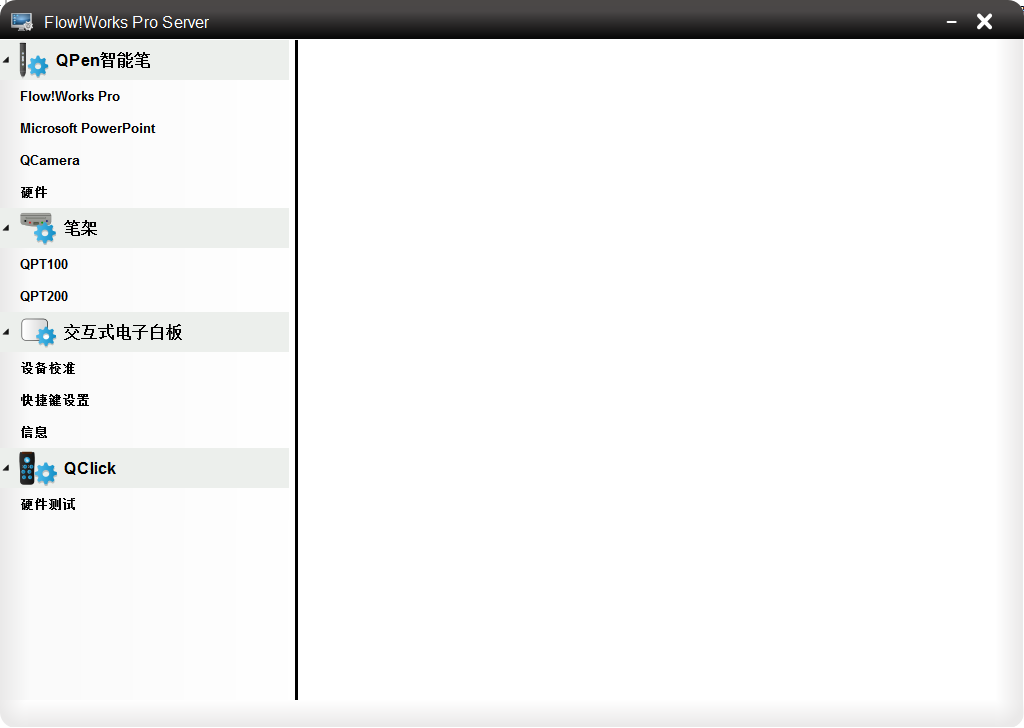 Flow!Works Pro Server
QPen智能笔
Flow!Works Pro
Microsoft PowerPoint
QCamera
硬件
笔架
QPT100
QPT200
交互式电子白板
设备校准
快捷键设置
信息
QClick
硬件测试